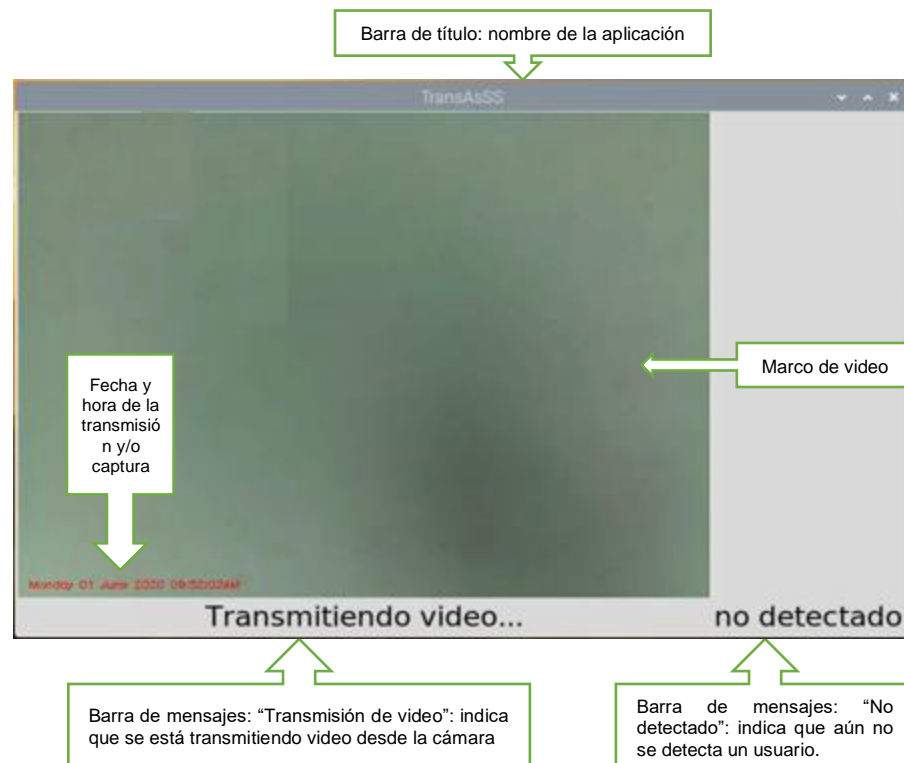 Barra de título: nombre de la aplicación
TransAsSS
Marco de video
Fecha y
hora de la
transmisió
n y/o
captura
Monday 01 June 2020 09:52:02AM
Transmitiendo video...
no detectado
Barra de mensajes: “Transmisión de video”: indica
que se está transmitiendo video desde la cámara
Barra de mensajes: “No
detectado”: indica que aún no
se detecta un usuario.